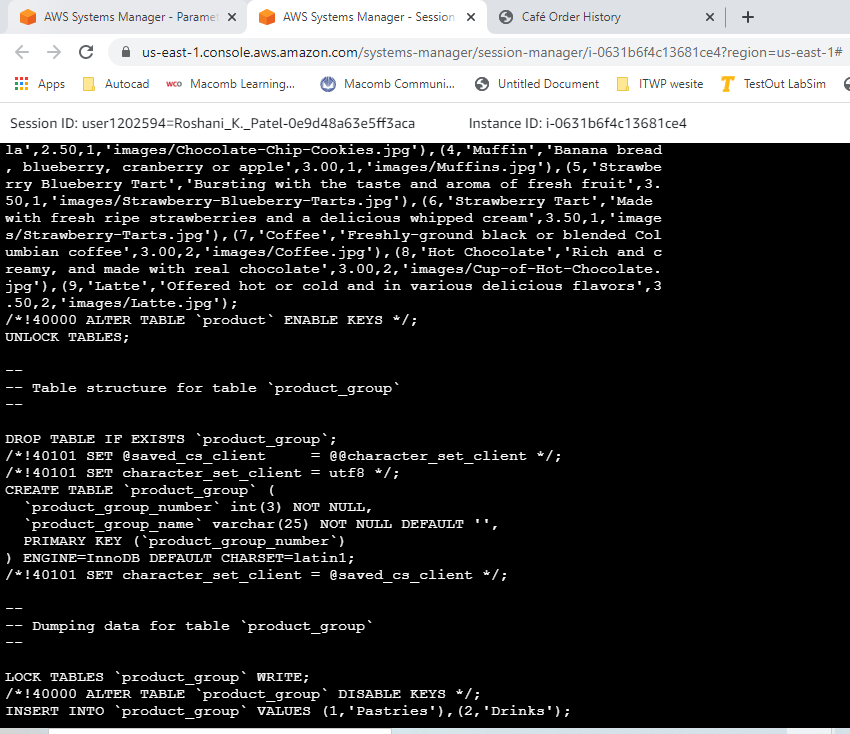 AWS Systems Manager - Paramet
AWS Systems Manager - Session
Café Order History
us-east-1.console.aws.amazon.com/systems-manager/session-manager/i-0631b6f4c13681ce4?region=us-east-1#
Apps
Autocad
wco Macomb Learning...
Macomb Communi...
Untitled Document
ITWP wesite
TestOut LabSim
Session ID: user1202594=Roshani_K._Patel-0e9d48a63e5ff3aca
Instance ID: i-0631b6f4c13681ce4
la',2.50,1,'images/Chocolate-Chip-Cookies.jpg'),(4,'Muffin','Banana bread
, blueberry, cranberry or apple',3.00,1,'images/Muffins.jpg'),(5,'Strawbe
rry Blueberry Tart','Bursting with the taste and aroma of fresh fruit',3.
50,1,'images/Strawberry-Blueberry-Tarts.jpg'),(6,'Strawberry Tart','Made
with fresh ripe strawberries and a delicious whipped cream',3.50,1,'image
s/Strawberry-Tarts.jpg'),(7,'Coffee','Freshly-ground black or blended Col
umbian coffee',3.00,2,'images/Coffee.jpg'),(8,'Hot Chocolate','Rich and c
reamy, and made with real chocolate',3.00,2,'images/Cup-of-Hot-Chocolate.
jpg'),(9,'Latte','Offered hot or cold and in various delicious flavors',3
.50,2,'images/Latte.jpg');
/*!40000 ALTER TABLE `product` ENABLE KEYS */;
UNLOCK TABLES;
--
-- Table structure for table `product_group`
--
DROP TABLE IF EXISTS `product_group`;
/*!40101 SET @saved_cs_client     = @@character_set_client */;
/*!40101 SET character_set_client = utf8 */;
CREATE TABLE `product_group` (
  `product_group_number` int(3) NOT NULL,
  `product_group_name` varchar(25) NOT NULL DEFAULT '',
  PRIMARY KEY (`product_group_number`)
) ENGINE=InnoDB DEFAULT CHARSET=latin1;
/*!40101 SET character_set_client = @saved_cs_client */;
--
-- Dumping data for table `product_group`
--
LOCK TABLES `product_group` WRITE;
/*!40000 ALTER TABLE `product_group` DISABLE KEYS */;
INSERT INTO `product_group` VALUES (1,'Pastries'),(2,'Drinks');